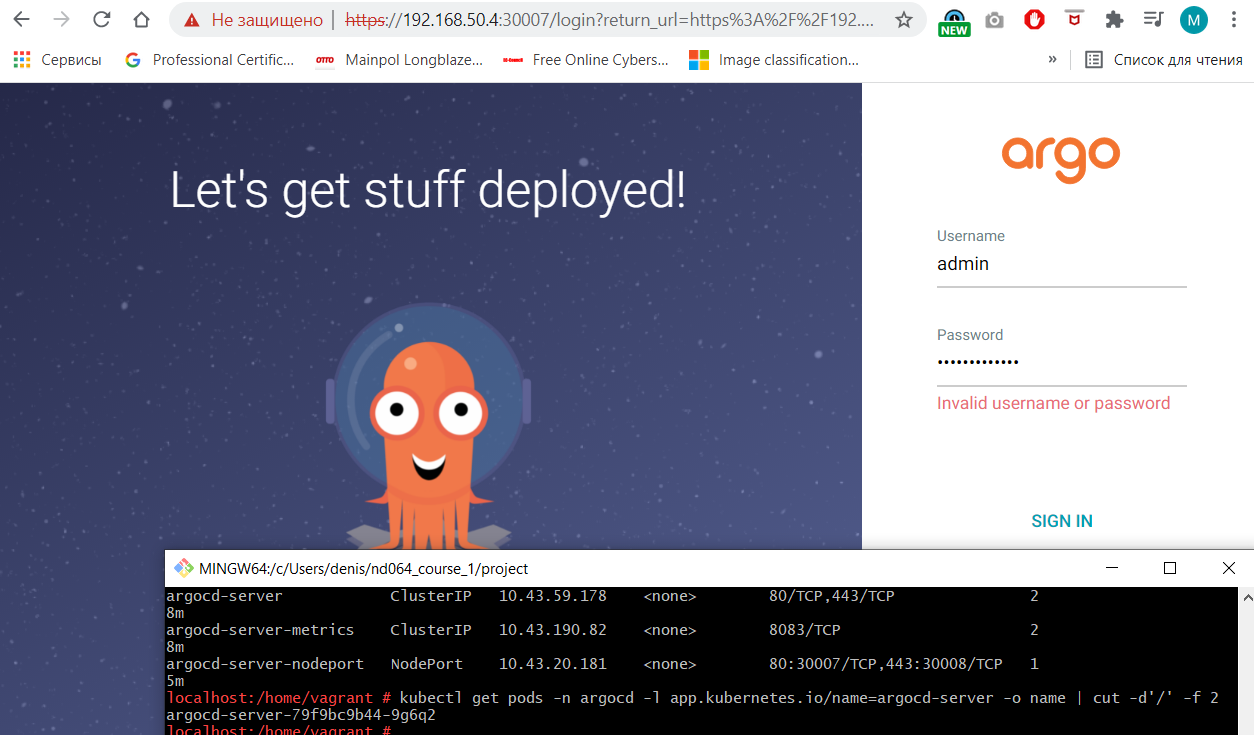 Не защищено | https://192.168.50.4:30007/login?return_url=https%3A%2F%2F192....
NEW
M
Сервисы
Professional Certific...
OTTO Mainpol Longblaze...
Free Online Cybers...
Image classification...
»
Список для чтения
Let's get stuff deployed!
argo
Username
admin
Password
•••••••••••••
Invalid username or password
SIGN IN
MINGW64:/c/Users/denis/nd064_course_1/project
argocd-server ClusterIP 10.43.59.178 <none> 80/TCP,443/TCP 2
8m
argocd-server-metrics ClusterIP 10.43.190.82 <none> 8083/TCP 2
8m
argocd-server-nodeport NodePort 10.43.20.181 <none> 80:30007/TCP,443:30008/TCP 1
5m
localhost:/home/vagrant # kubectl get pods -n argocd -l app.kubernetes.io/name=argocd-server -o name | cut -d'/' -f 2
argocd-server-79f9bc9b44-9g6q2
localhost:/home/vagrant #